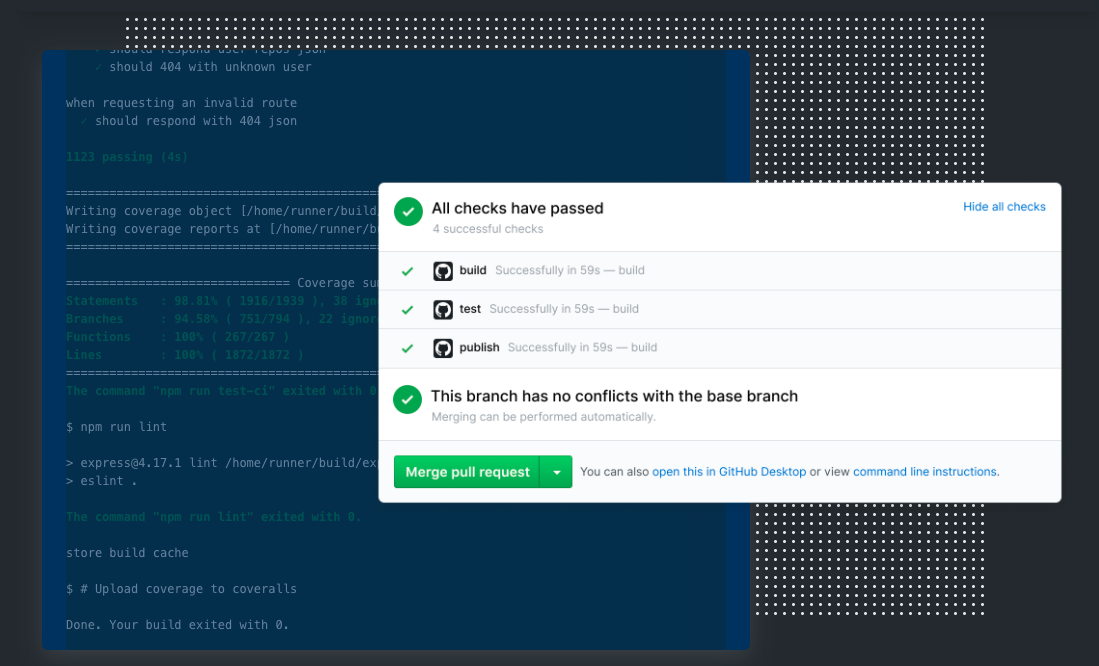 ✓ should respond user repos json
✓ should 404 with unknown user
when requesting an invalid route
✓ should respond with 404 json
1123 passing (4s)
=============================================
Writing coverage object [/home/runner/build/
Writing coverage reports at [/home/runner/b
=============================================
=============================== Coverage su
Statements : 98.81% ( 1916/1939 ), 38 igno
Branches : 94.58% ( 751/794 ), 22 ignor
Functions : 100% ( 267/267 )
Lines : 100% ( 1872/1872 )
=============================================
The command "npm run test-ci" exited with 0
$ npm run lint
> express@4.17.1 lint /home/runner/build/exp
> eslint .
The command "npm run lint" exited with 0.
store build cache
$ # Upload coverage to coveralls
Done. Your build exited with 0.
All checks have passed
Hide all checks
4 successful checks
build Successfully in 59s — build
test Successfully in 59s — build
publish Successfully in 59s — build
This branch has no conflicts with the base branch
Merging can be performed automatically.
Merge pull request
You can also open this in GitHub Desktop or view command line instructions.